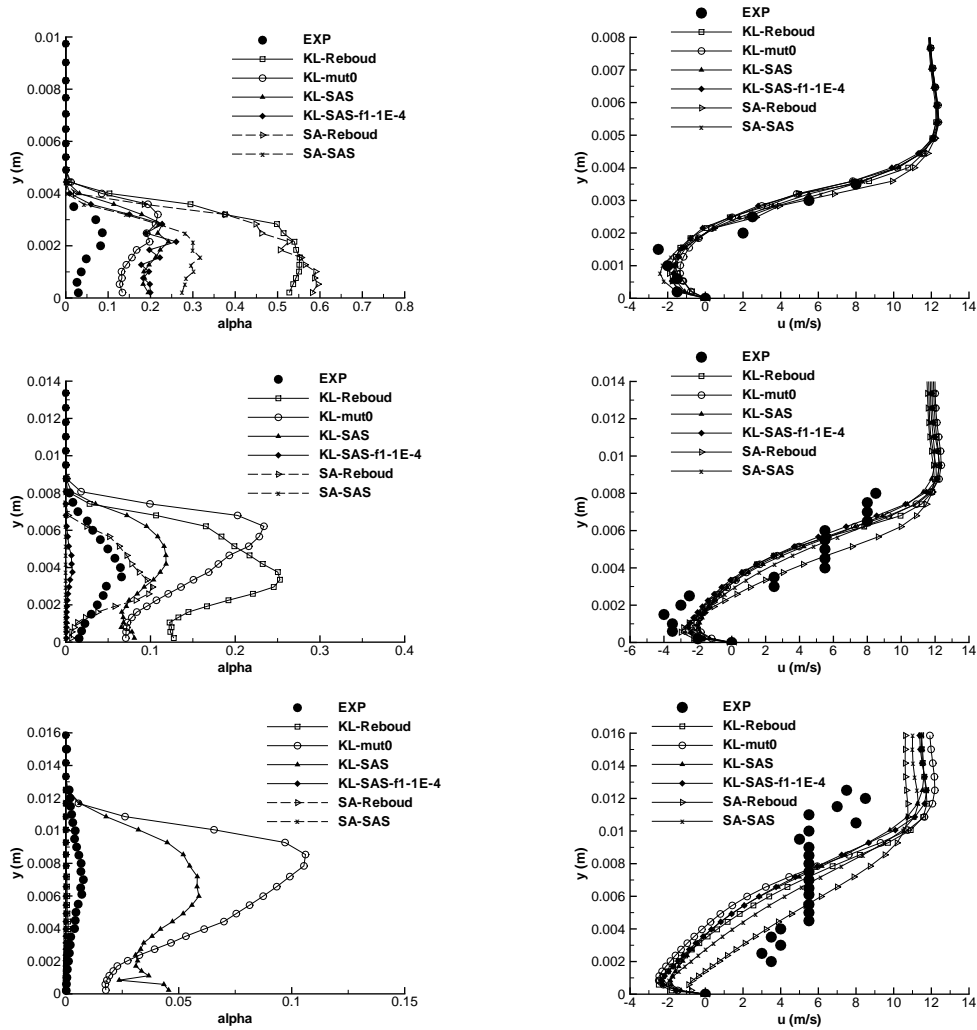 0.01
0.008
0.006
0.004
0.002
0
y (m)
0 0.1 0.2 0.3 0.4 0.5 0.6 0.7 0.8
alpha
EXP
KL-Reboud
KL-mut0
KL-SAS
KL-SAS-f1-1E-4
SA-Reboud
SA-SAS
0.008
0.007
0.006
0.005
0.004
0.003
0.002
0.001
0
y (m)
-6 -4 -2 0 2 4 6 8 10 12 14
u (m/s)
EXP
KL-Reboud
KL-mut0
KL-SAS
KL-SAS-f1-1E-4
SA-Reboud
SA-SAS
0.014
0.012
0.01
0.008
0.006
0.004
0.002
0
y (m)
0 0.1 0.2 0.3 0.4
alpha
EXP
KL-Reboud
KL-mut0
KL-SAS
KL-SAS-f1-1E-4
SA-Reboud
SA-SAS
0.014
0.012
0.01
0.008
0.006
0.004
0.002
0
y (m)
-6 -4 -2 0 2 4 6 8 10 12 14
u (m/s)
EXP
KL-Reboud
KL-mut0
KL-SAS
KL-SAS-f1-1E-4
SA-Reboud
SA-SAS
0.016
0.014
0.012
0.01
0.008
0.006
0.004
0.002
0
y (m)
0 0.05 0.1 0.15
alpha
EXP
KL-Reboud
KL-mut0
KL-SAS
KL-SAS-f1-1E-4
SA-Reboud
SA-SAS
0.016
0.014
0.012
0.01
0.008
0.006
0.004
0.002
0
y (m)
-4 -2 0 2 4 6 8 10 12 14
u (m/s)
EXP
KL-Reboud
KL-mut0
KL-SAS
KL-SAS-f1-1E-4
SA-Reboud
SA-SAS